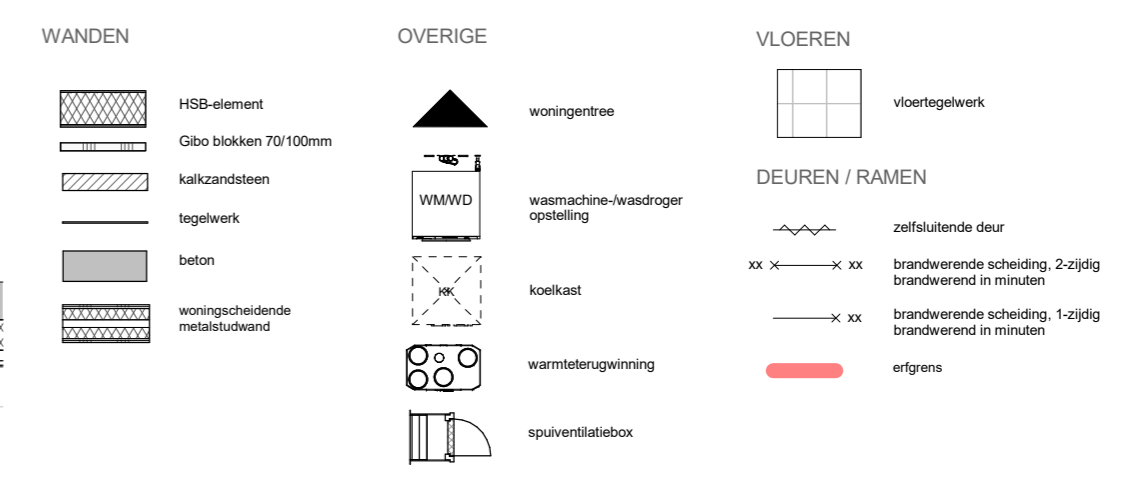 WANDEN
HSB-element
Gibo blokken 70/100mm
kalkzandsteen
tegelwerk
beton
woningscheidende
metalstudwand
OVERIGE
woningentree
WM/WD
wasmachine-/wasdroger
opstelling
koelkast
warmteterugwinning
spuiventilatiebox
VLOEREN
vloertegelwerk
DEUREN / RAMEN
zelfsluitende deur
xx xx
brandwerende scheiding, 2-zijdig
brandwerend in minuten
xx
brandwerende scheiding, 1-zijdig
brandwerend in minuten
erfgrens